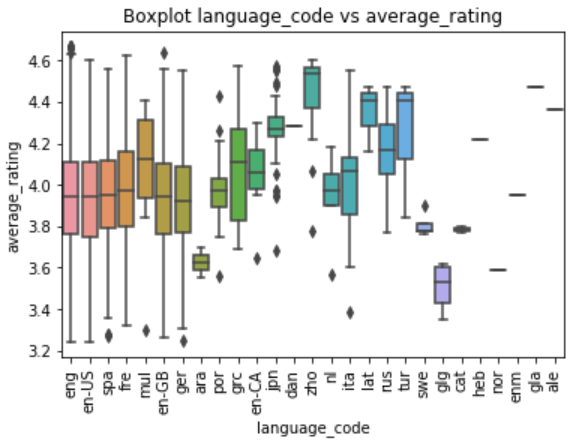 Boxplot language_code vs average_rating
average_rating
4.6
4.4
4.2
4.0
3.8
3.6
3.4
3.2
eng
en-US
spa
fre
mul
en-GB
ger
ara
por
grc
en-CA
jpn
dan
zho
nl
ita
lat
rus
tur
swe
glg
cat
heb
nor
enm
gla
ale
language_code